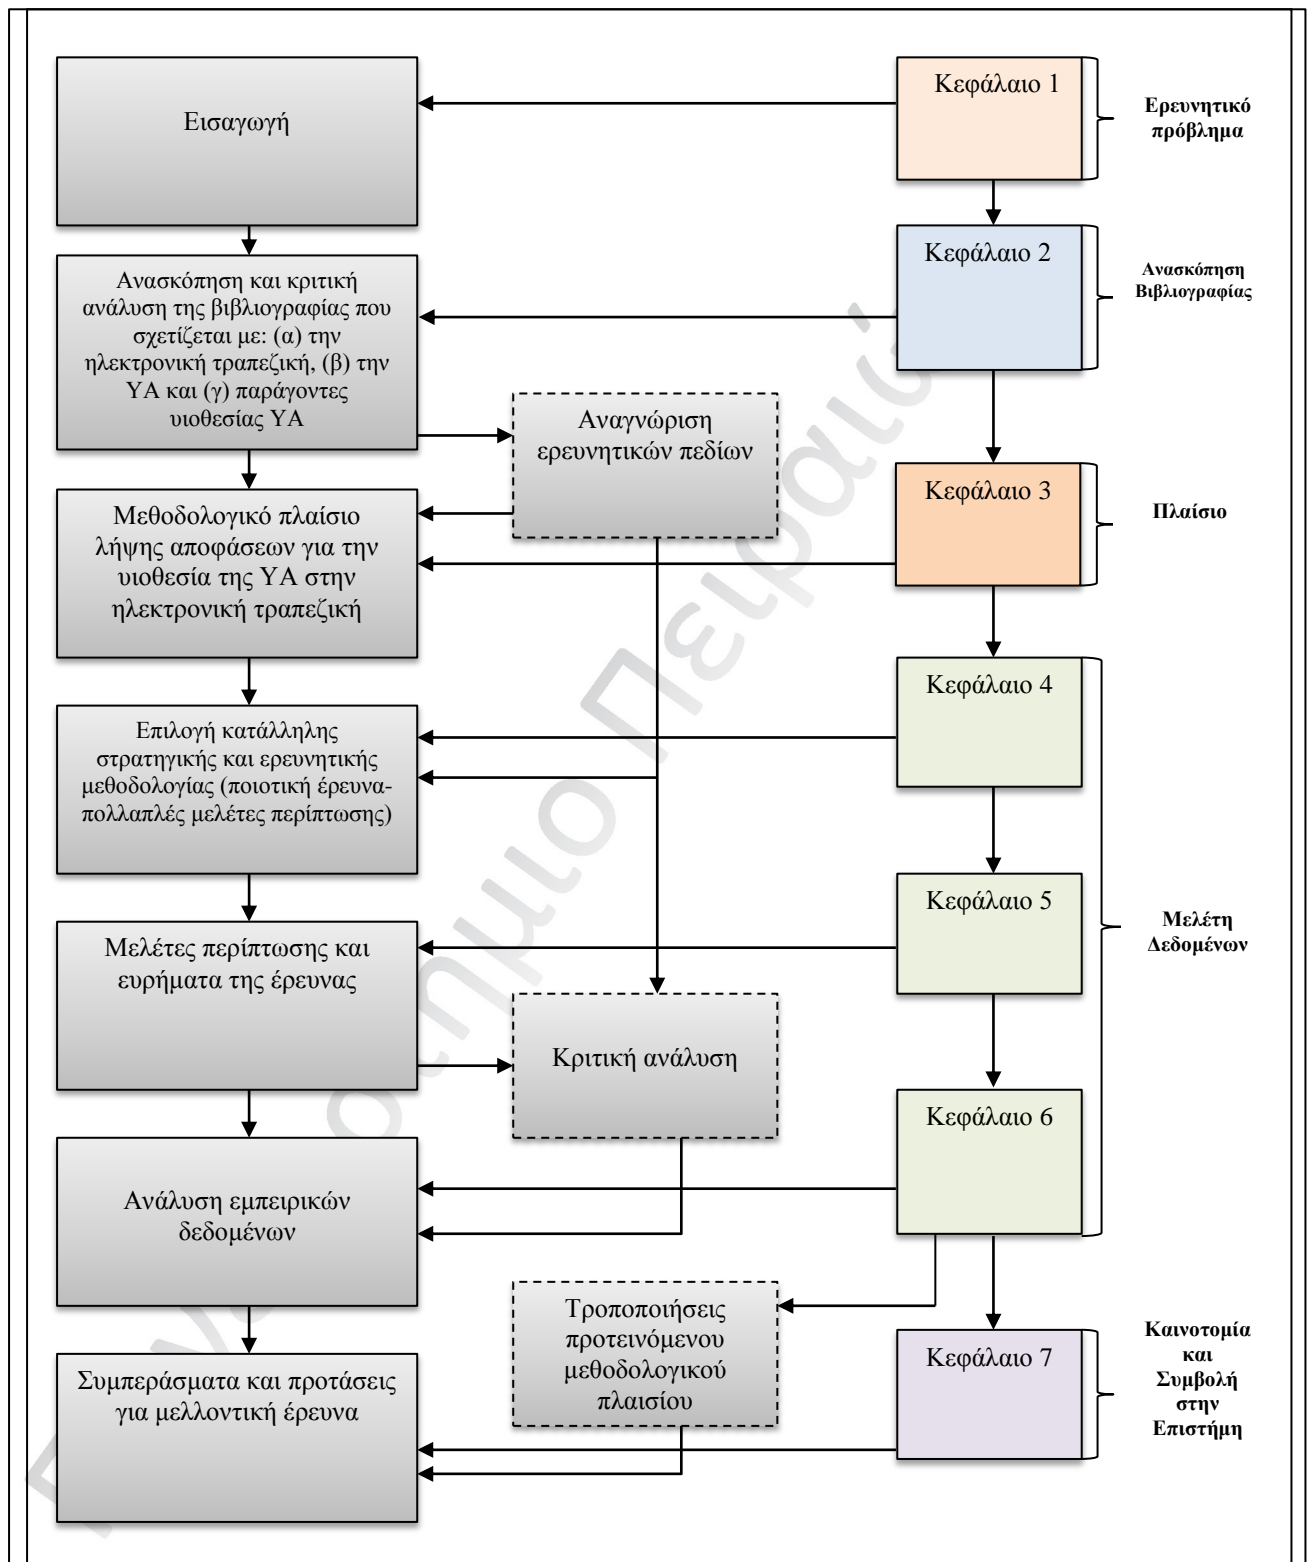 Εισαγωγή
Κεφάλαιο 1
Ερευνητικό
πρόβλημα
Ανασκόπηση και κριτική
ανάλυση της βιβλιογραφίας που
σχετίζεται με: (α) την
ηλεκτρονική τραπεζική, (β) την
ΥΑ και (γ) παράγοντες
υιοθεσίας ΥΑ
Κεφάλαιο 2
Ανασκόπηση
Βιβλιογραφίας
Αναγνώριση
ερευνητικών πεδίων
Μεθοδολογικό πλαίσιο
λήψης αποφάσεων για την
υιοθεσία της ΥΑ στην
ηλεκτρονική τραπεζική
Κεφάλαιο 3
Πλαίσιο
Επιλογή κατάλληλης
στρατηγικής και ερευνητικής
μεθοδολογίας (ποιοτική έρευνα-
πολλαπλές μελέτες περίπτωσης)
Κεφάλαιο 4
Μελέτες περίπτωσης και
ευρήματα της έρευνας
Κεφάλαιο 5
Μελέτη
Δεδομένων
Κριτική ανάλυση
Κεφάλαιο 6
Ανάλυση εμπειρικών
δεδομένων
Τροποποιήσεις
προτεινόμενου
μεθοδολογικού
πλαισίου
Συμπεράσματα και προτάσεις
για μελλοντική έρευνα
Κεφάλαιο 7
Καινοτομία
και
Συμβολή
στην
Επιστήμη